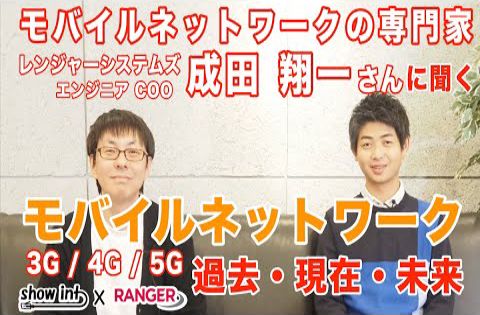 モバイルネットワークの専門家
レンジャーシステムズ
エンジニア COO
成田 翔一さんに聞く
モバイルネットワーク
3G / 4G / 5G
過去・現在・未来
show int X RANGER